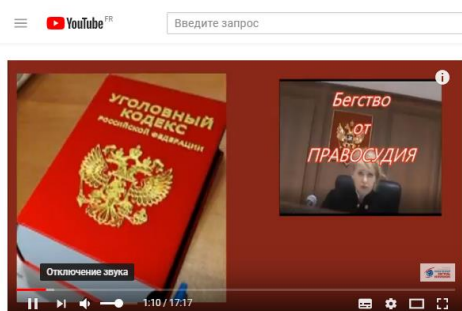 YouTube FR
Введите запрос
УГОЛОВНЫЙ
КОДЕКС
РОССИЙСКОЙ ФЕДЕРАЦИИ
Бегство
от
ПРАВОСУДИЯ
i
Отключение звука
1:10 / 17:17